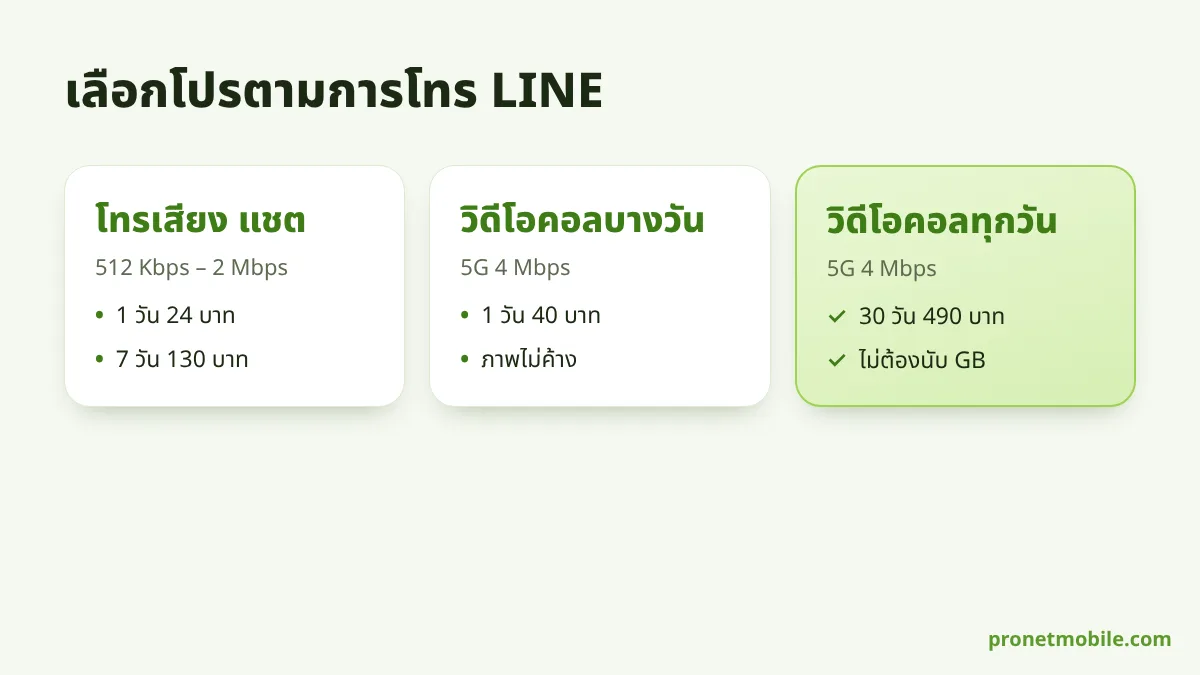 เลือกโปรตามการโทร LINE
โทรเสียง แชต
512 Kbps – 2 Mbps
• 1 วัน 24 บาท
• 7 วัน 130 บาท
วิดีโอคอลบางวัน
5G 4 Mbps
• 1 วัน 40 บาท
• ภาพไม่ค้าง
วิดีโอคอลทุกวัน
5G 4 Mbps
✓ 30 วัน 490 บาท
✓ ไม่ต้องนับ GB
pronetmobile.com